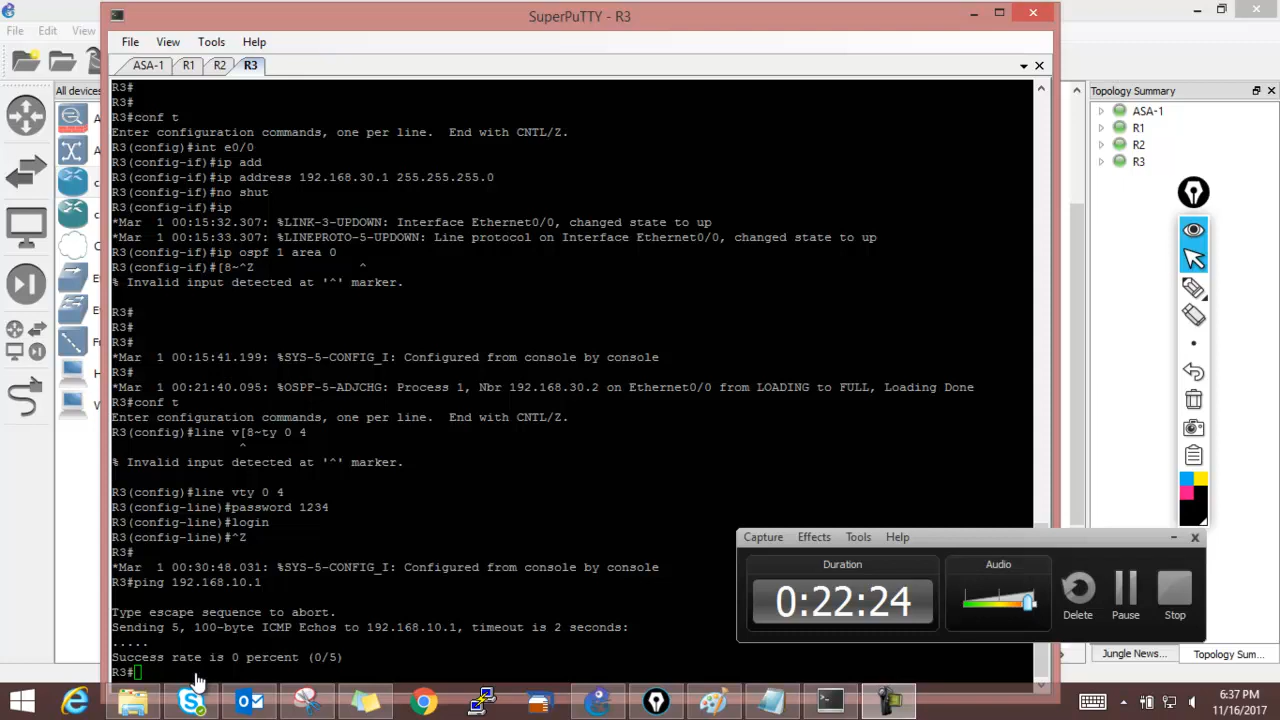 SuperPuTTY - R3
File Edit View
File View Tools Help
ASA-1 R1 R2 R3
All devices
R3#
R3#
R3#conf t
Enter configuration commands, one per line.  End with CNTL/Z.
R3(config)#int e0/0
R3(config-if)#ip add
R3(config-if)#ip address 192.168.30.1 255.255.255.0
R3(config-if)#no shut
R3(config-if)#ip
*Mar  1 00:15:32.307: %LINK-3-UPDOWN: Interface Ethernet0/0, changed state to up
*Mar  1 00:15:33.307: %LINEPROTO-5-UPDOWN: Line protocol on Interface Ethernet0/0, changed state to up
R3(config-if)#ip ospf 1 area 0
R3(config-if)#[8~^Z
^
% Invalid input detected at '^' marker.
R3#
R3#
R3#
*Mar  1 00:15:41.199: %SYS-5-CONFIG_I: Configured from console by console
R3#
*Mar  1 00:21:40.095: %OSPF-5-ADJCHG: Process 1, Nbr 192.168.30.2 on Ethernet0/0 from LOADING to FULL, Loading Done
R3#conf t
Enter configuration commands, one per line.  End with CNTL/Z.
R3(config)#line v[8~ty 0 4
^
% Invalid input detected at '^' marker.
R3(config)#line vty 0 4
R3(config-line)#password 1234
R3(config-line)#login
R3(config-line)#^Z
R3#
*Mar  1 00:30:48.031: %SYS-5-CONFIG_I: Configured from console by console
R3#ping 192.168.10.1
Type escape sequence to abort.
Sending 5, 100-byte ICMP Echos to 192.168.10.1, timeout is 2 seconds:
.....
Success rate is 0 percent (0/5)
R3#
Topology Summary
ASA-1
R1
R2
R3
Capture Effects Tools Help
Duration
0:22:24
Audio
Delete Pause Stop
Jungle News... Topology Sum...
6:37 PM
11/16/2017